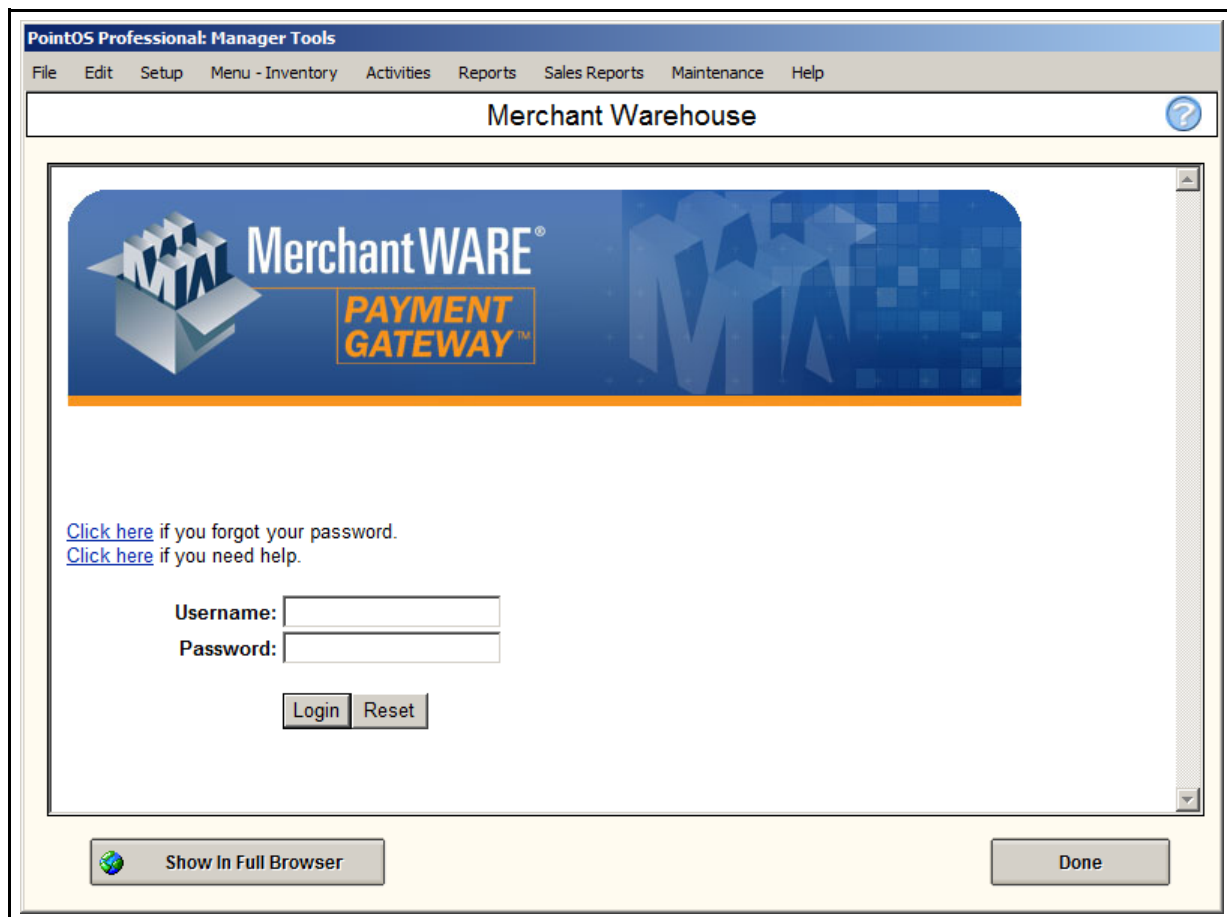 PointOS Professional: Manager Tools
File Edit Setup Menu - Inventory Activities Reports Sales Reports Maintenance Help
Merchant Warehouse
?
MerchantWARE®
PAYMENT
GATEWAY™
Click here if you forgot your password.
Click here if you need help.
Username:
Password:
Login Reset
Show In Full Browser Done